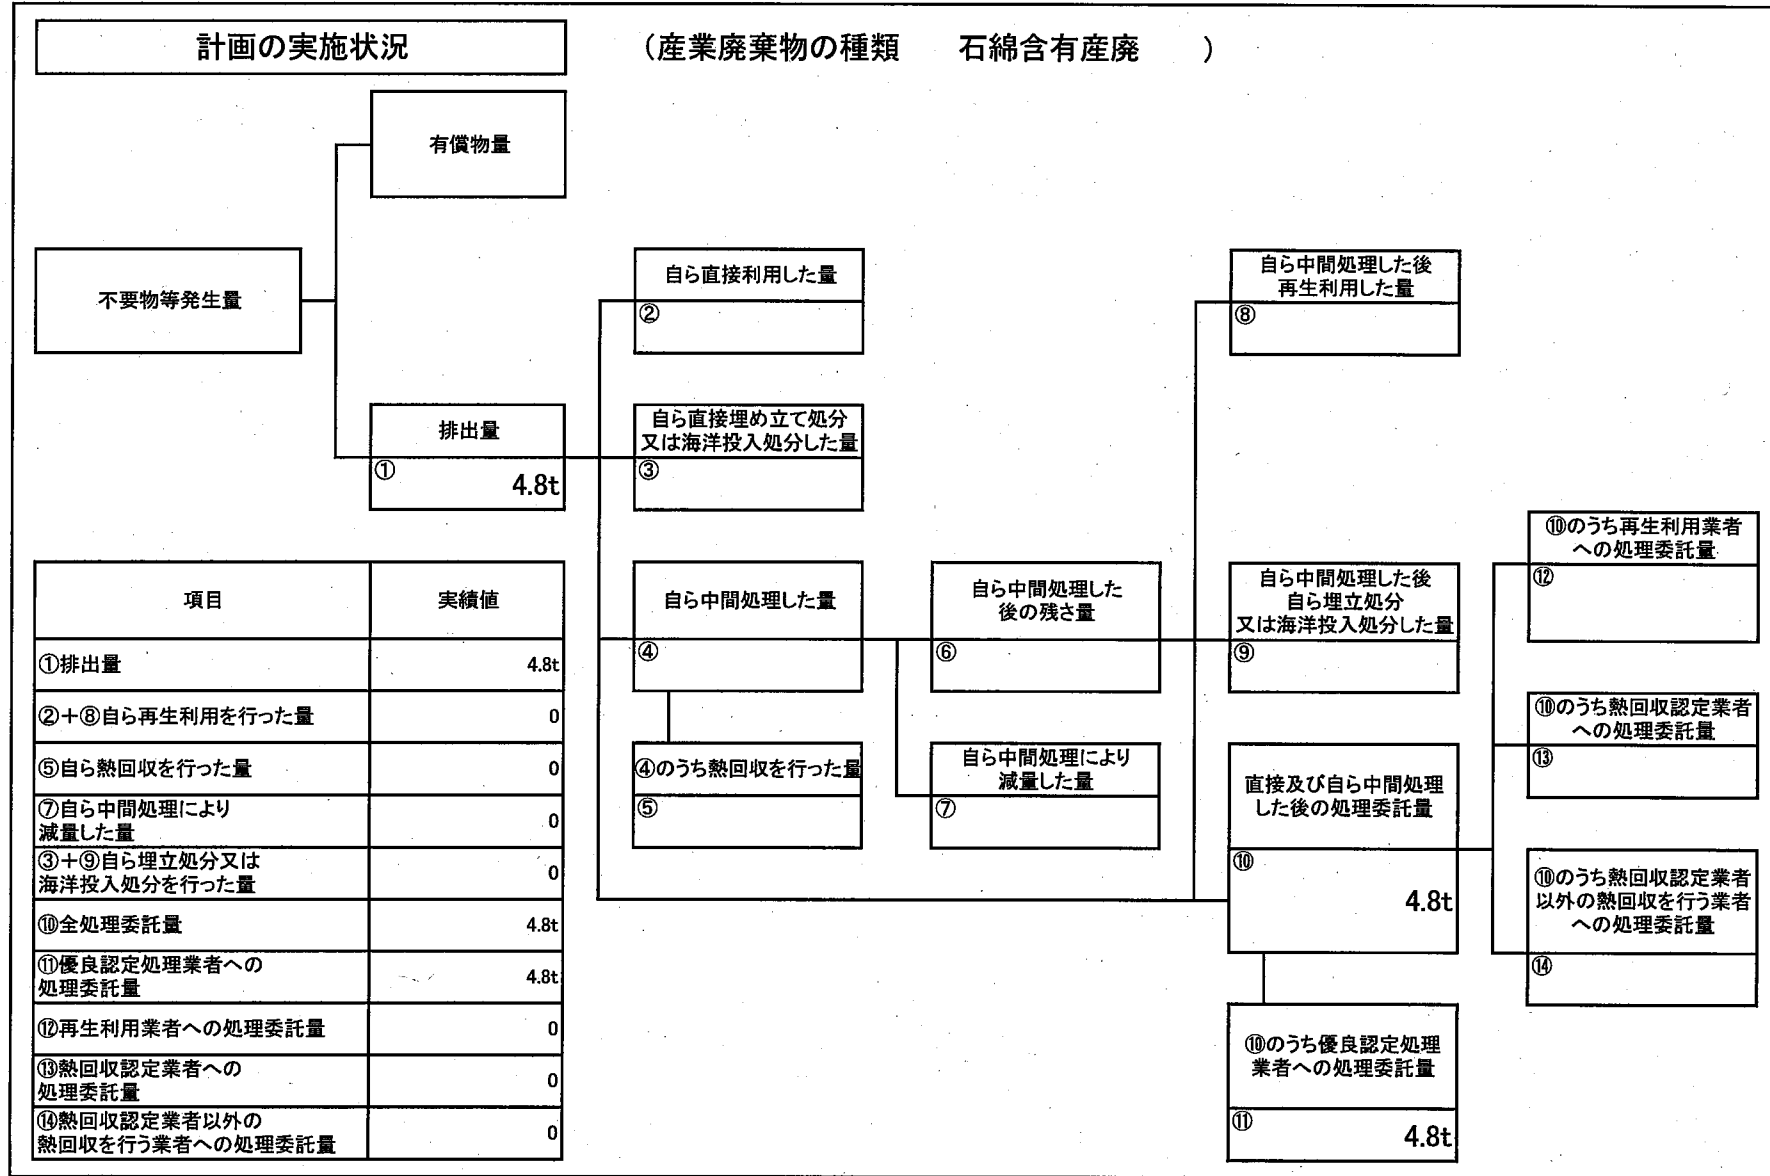 計画の実施状況
（産業廃棄物の種類　　石綿含有産廃　　）
有償物量
不要物等発生量
排出量
①
4.8t
自ら直接利用した量
②
自ら直接埋め立て処分
又は海洋投入処分した量
③
自ら中間処理した量
④
④のうち熱回収を行った量
⑤
自ら中間処理した
後の残さ量
⑥
自ら中間処理により
減量した量
⑦
自ら中間処理した後
再生利用した量
⑧
自ら中間処理した後
自ら埋立処分
又は海洋投入処分した量
⑨
直接及び自ら中間処理
した後の処理委託量
⑩
4.8t
⑩のうち優良認定処理
業者への処理委託量
⑪
4.8t
⑩のうち再生利用業者
への処理委託量
⑫
⑩のうち熱回収認定業者
への処理委託量
⑬
⑩のうち熱回収認定業者
以外の熱回収を行う業者
への処理委託量
⑭
項目　実績値
①排出量　4.8t
②＋⑧自ら再生利用を行った量　0
⑤自ら熱回収を行った量　0
⑦自ら中間処理により
減量した量　0
③＋⑨自ら埋立処分又は
海洋投入処分を行った量　0
⑩全処理委託量　4.8t
⑪優良認定処理業者への
処理委託量　4.8t
⑫再生利用業者への処理委託量　0
⑬熱回収認定業者への
処理委託量　0
⑭熱回収認定業者以外の
熱回収を行う業者への処理委託量　0